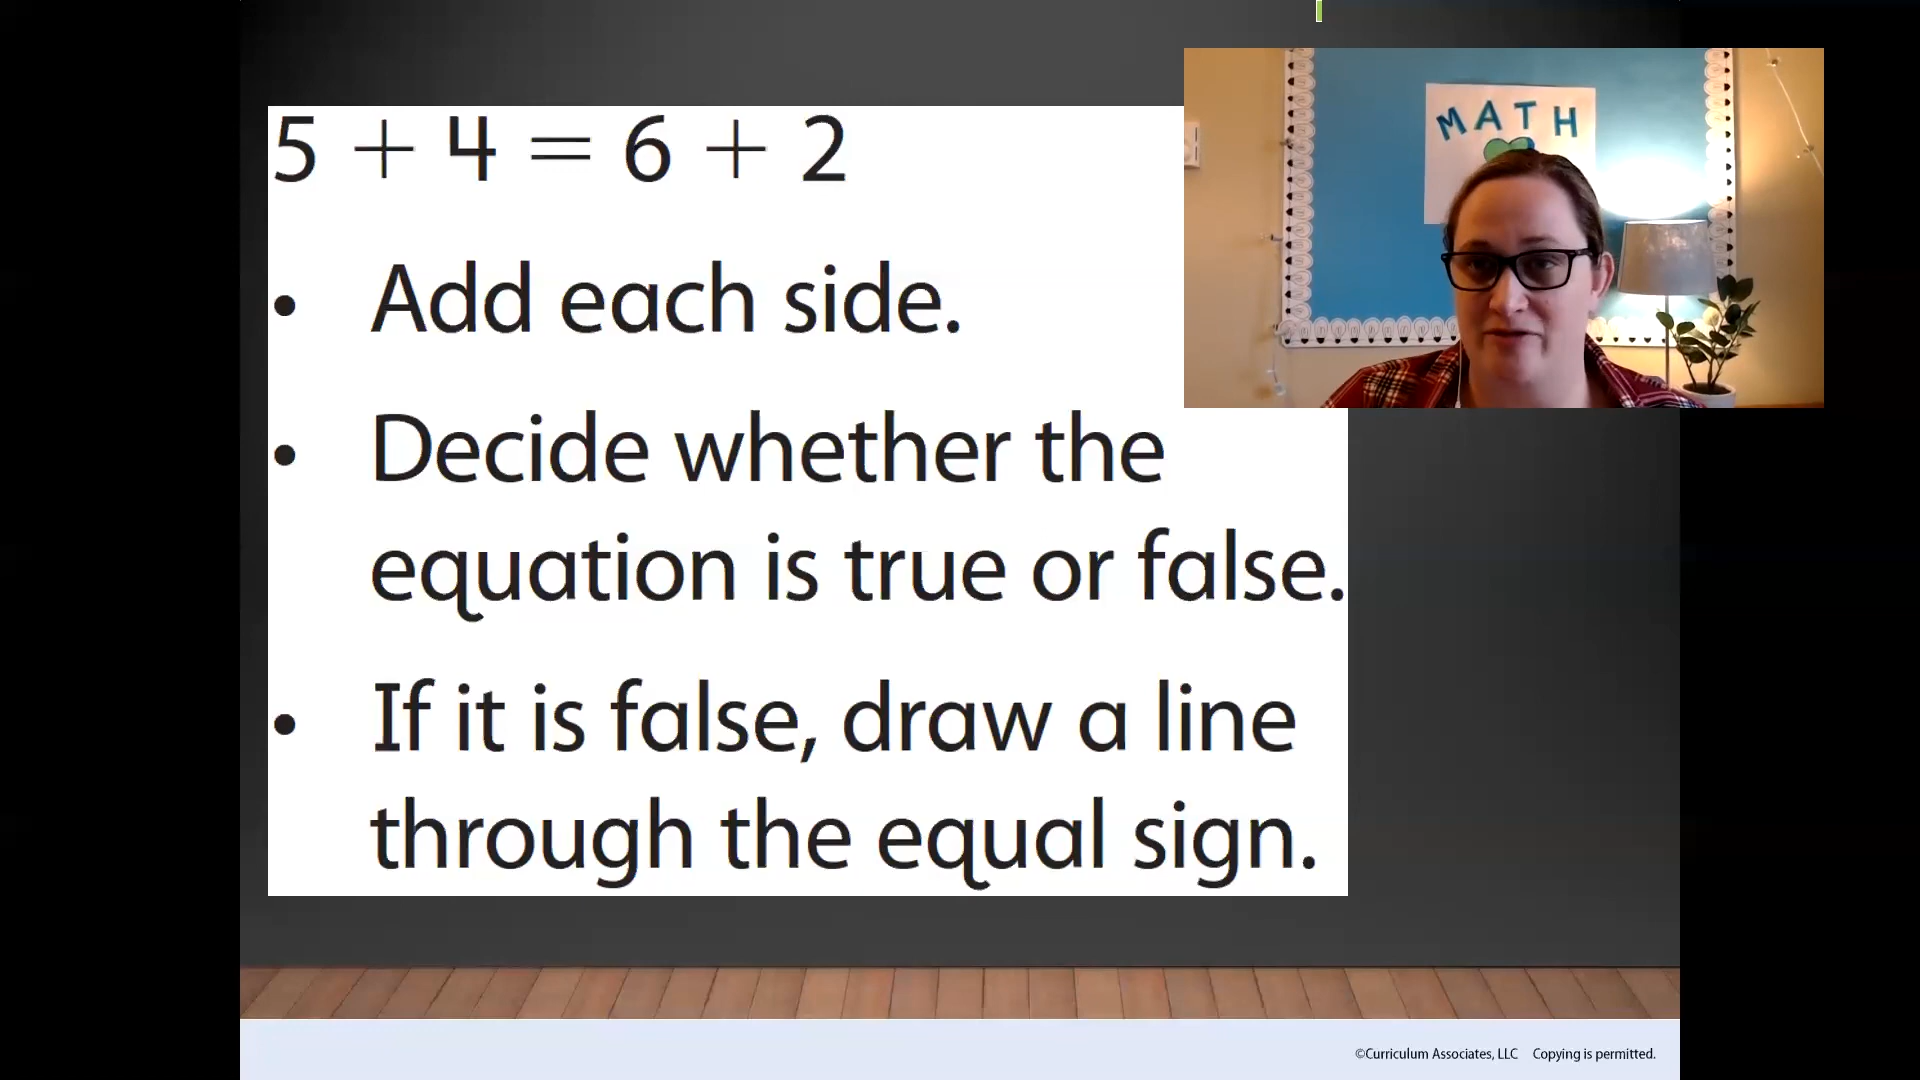 5 + 4 = 6 + 2
• Add each side.
• Decide whether the
equation is true or false.
• If it is false, draw a line
through the equal sign.
MATH
©Curriculum Associates, LLC Copying is permitted.